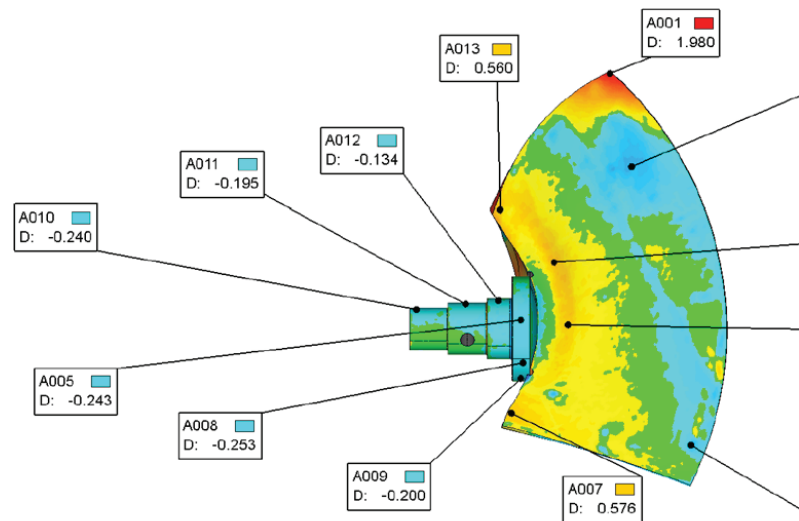 A001
D: 1.980
A013
D: 0.560
A012
D: -0.134
A011
D: -0.195
A010
D: -0.240
A005
D: -0.243
A008
D: -0.253
A009
D: -0.200
A007
D: 0.576